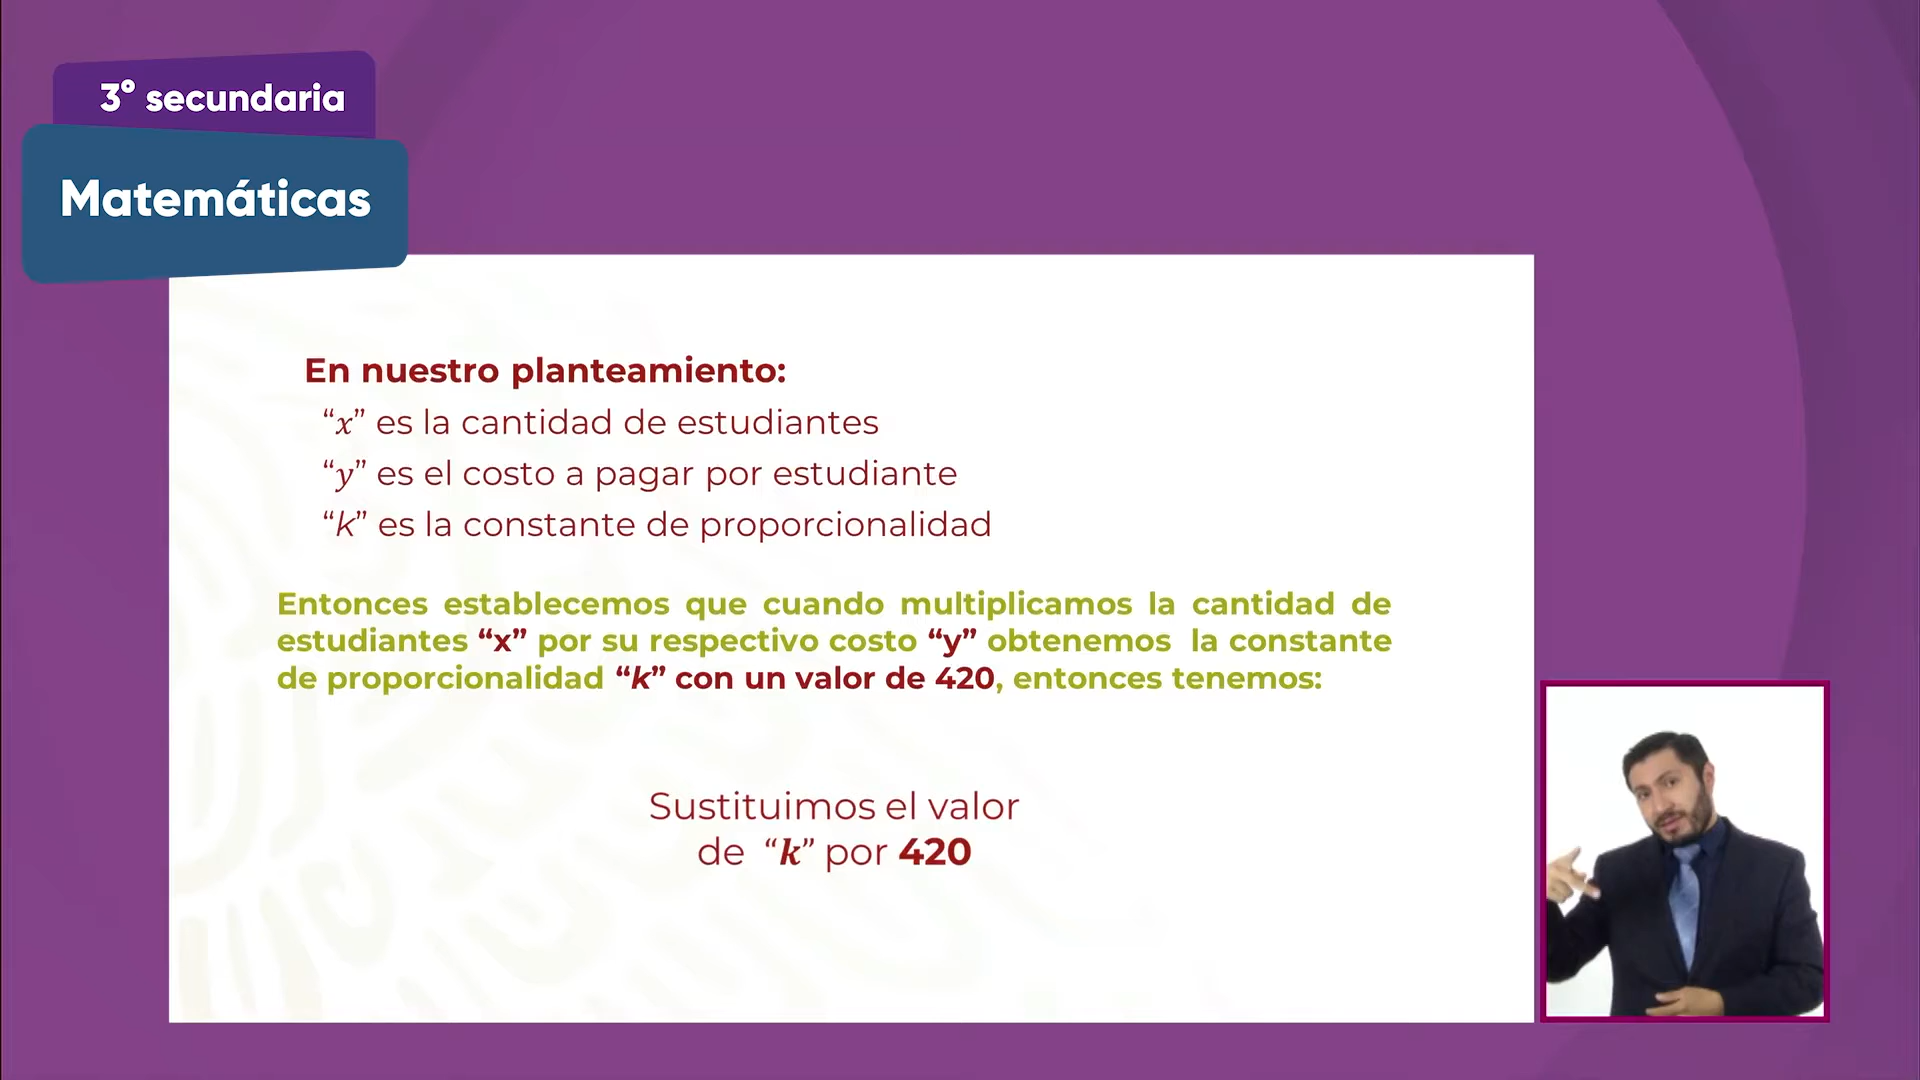 3° secundaria
Matemáticas
En nuestro planteamiento:
“x” es la cantidad de estudiantes
“y” es el costo a pagar por estudiante
“k” es la constante de proporcionalidad
Entonces establecemos que cuando multiplicamos la cantidad de
estudiantes “x” por su respectivo costo “y” obtenemos la constante
de proporcionalidad “k” con un valor de 420, entonces tenemos:
Sustituimos el valor
de “k” por 420